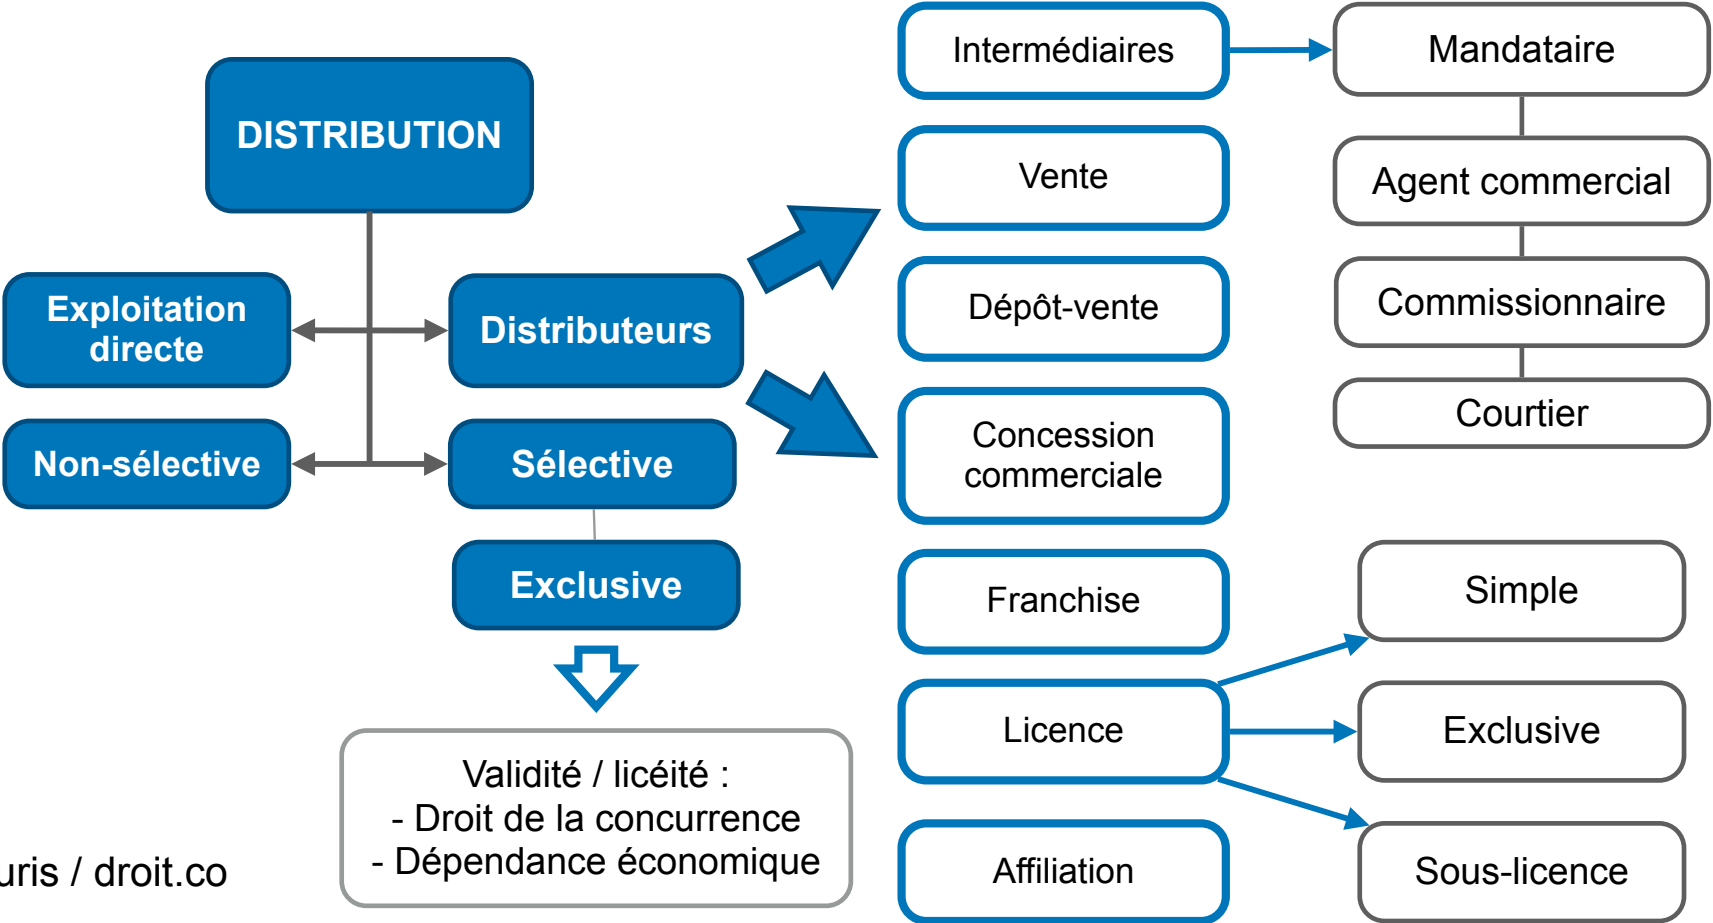 DISTRIBUTION
Exploitation
directe
Distributeurs
Non-sélective
Sélective
Exclusive
Validité / licéité :
- Droit de la concurrence
- Dépendance économique
uris / droit.co
Intermédiaires
Vente
Dépôt-vente
Concession
commerciale
Franchise
Licence
Affiliation
Mandataire
Agent commercial
Commissionnaire
Courtier
Simple
Exclusive
Sous-licence